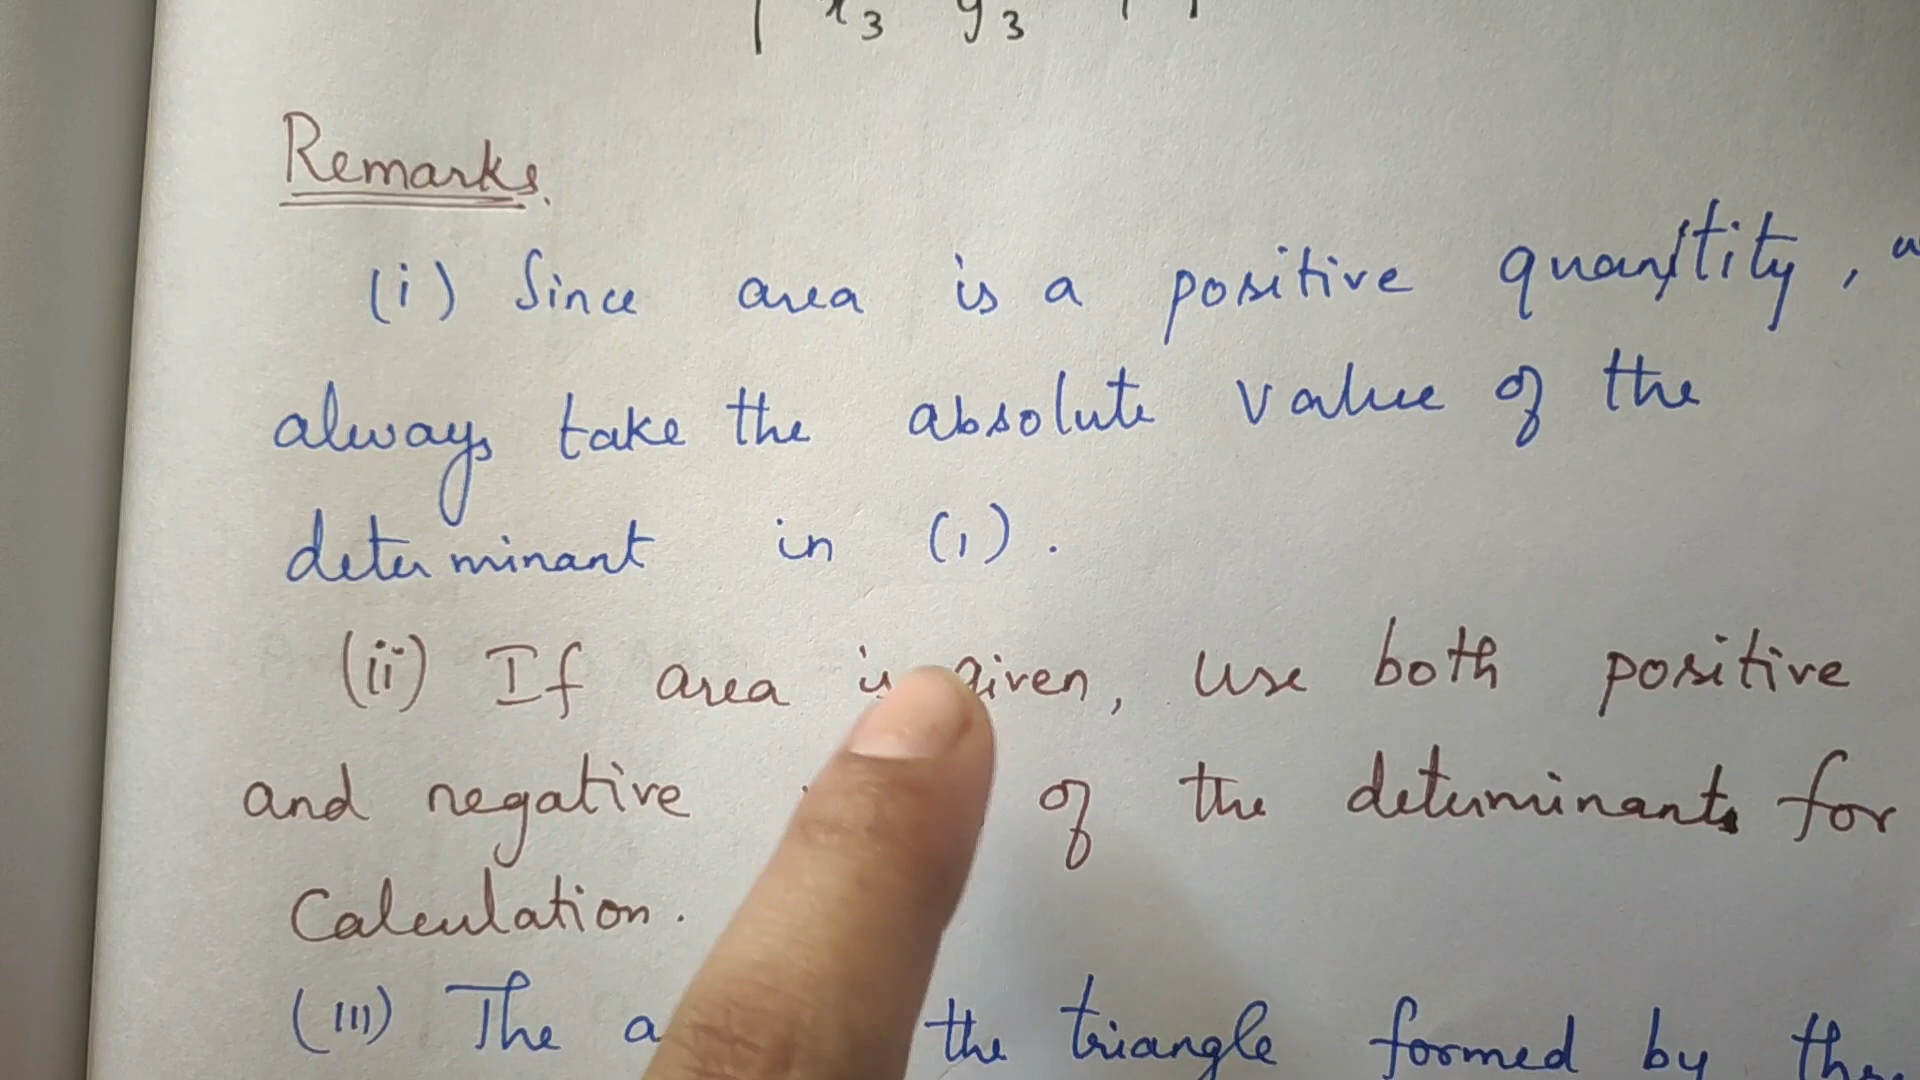 x₃ y₃
Remarks.
(i) Since area is a positive quantity,
always take the absolute value of the
determinant in (1).
(ii) If area is given, use both positive
and negative of the determinants for
Calculation.
(III) The the triangle formed by